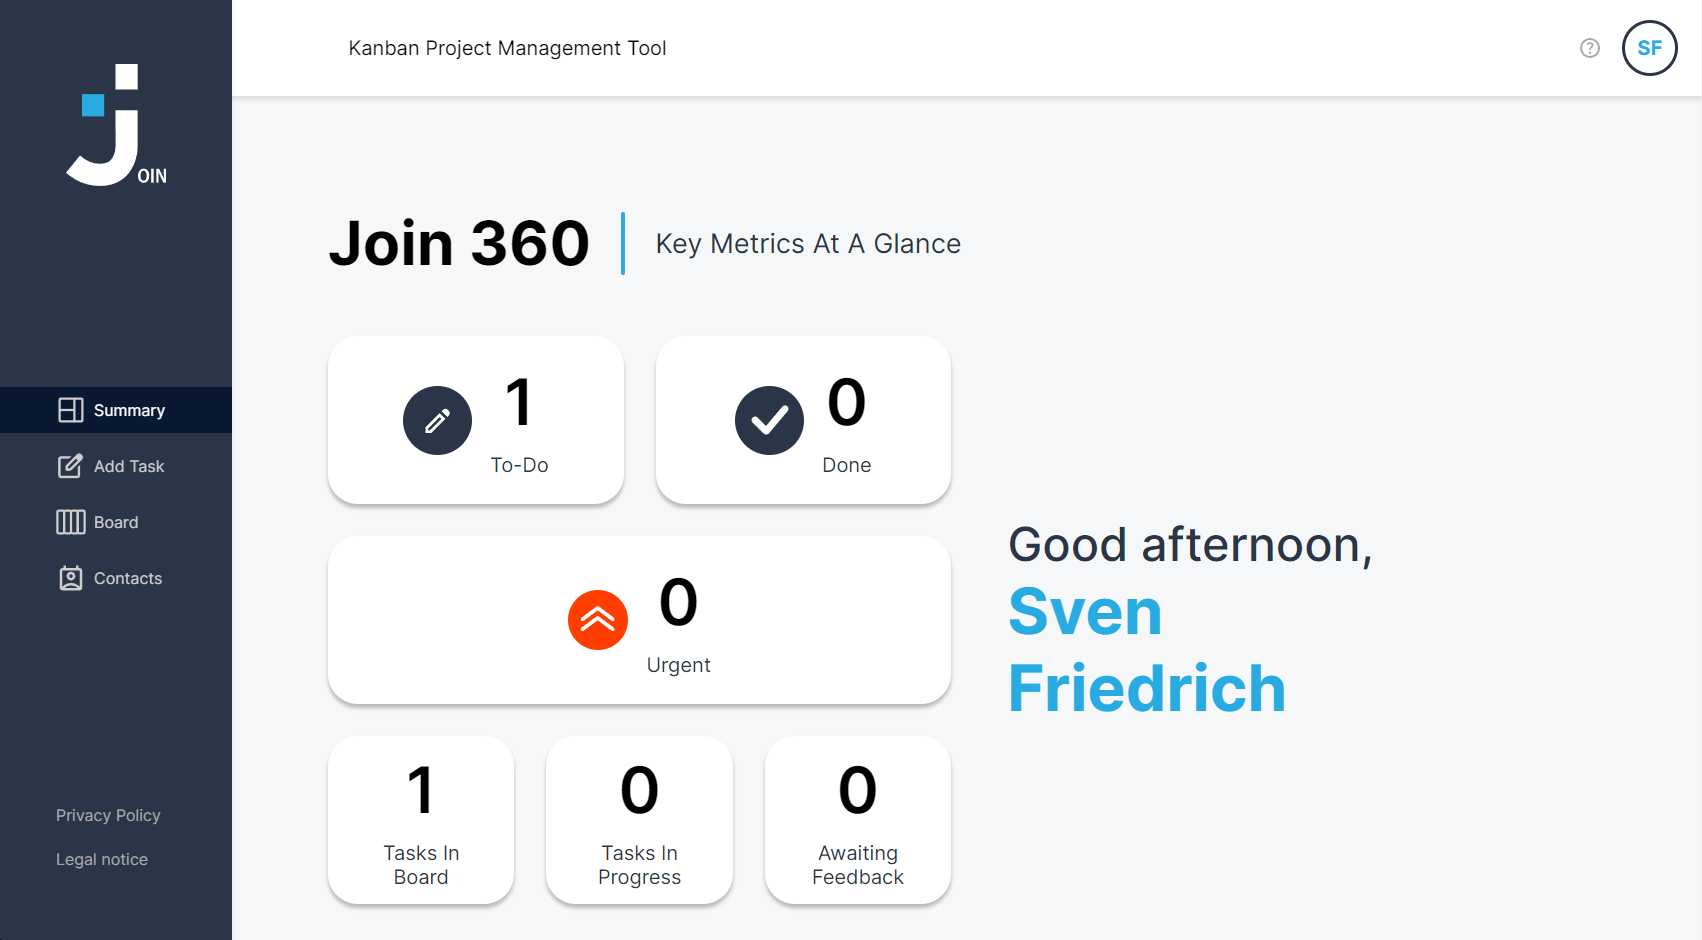 OIN
Kanban Project Management Tool
?
SF
Summary
Add Task
Board
Contacts
Privacy Policy
Legal notice
Join 360
Key Metrics At A Glance
1
To-Do
0
Done
0
Urgent
1
Tasks In
Board
0
Tasks In
Progress
0
Awaiting
Feedback
Good afternoon,
Sven
Friedrich